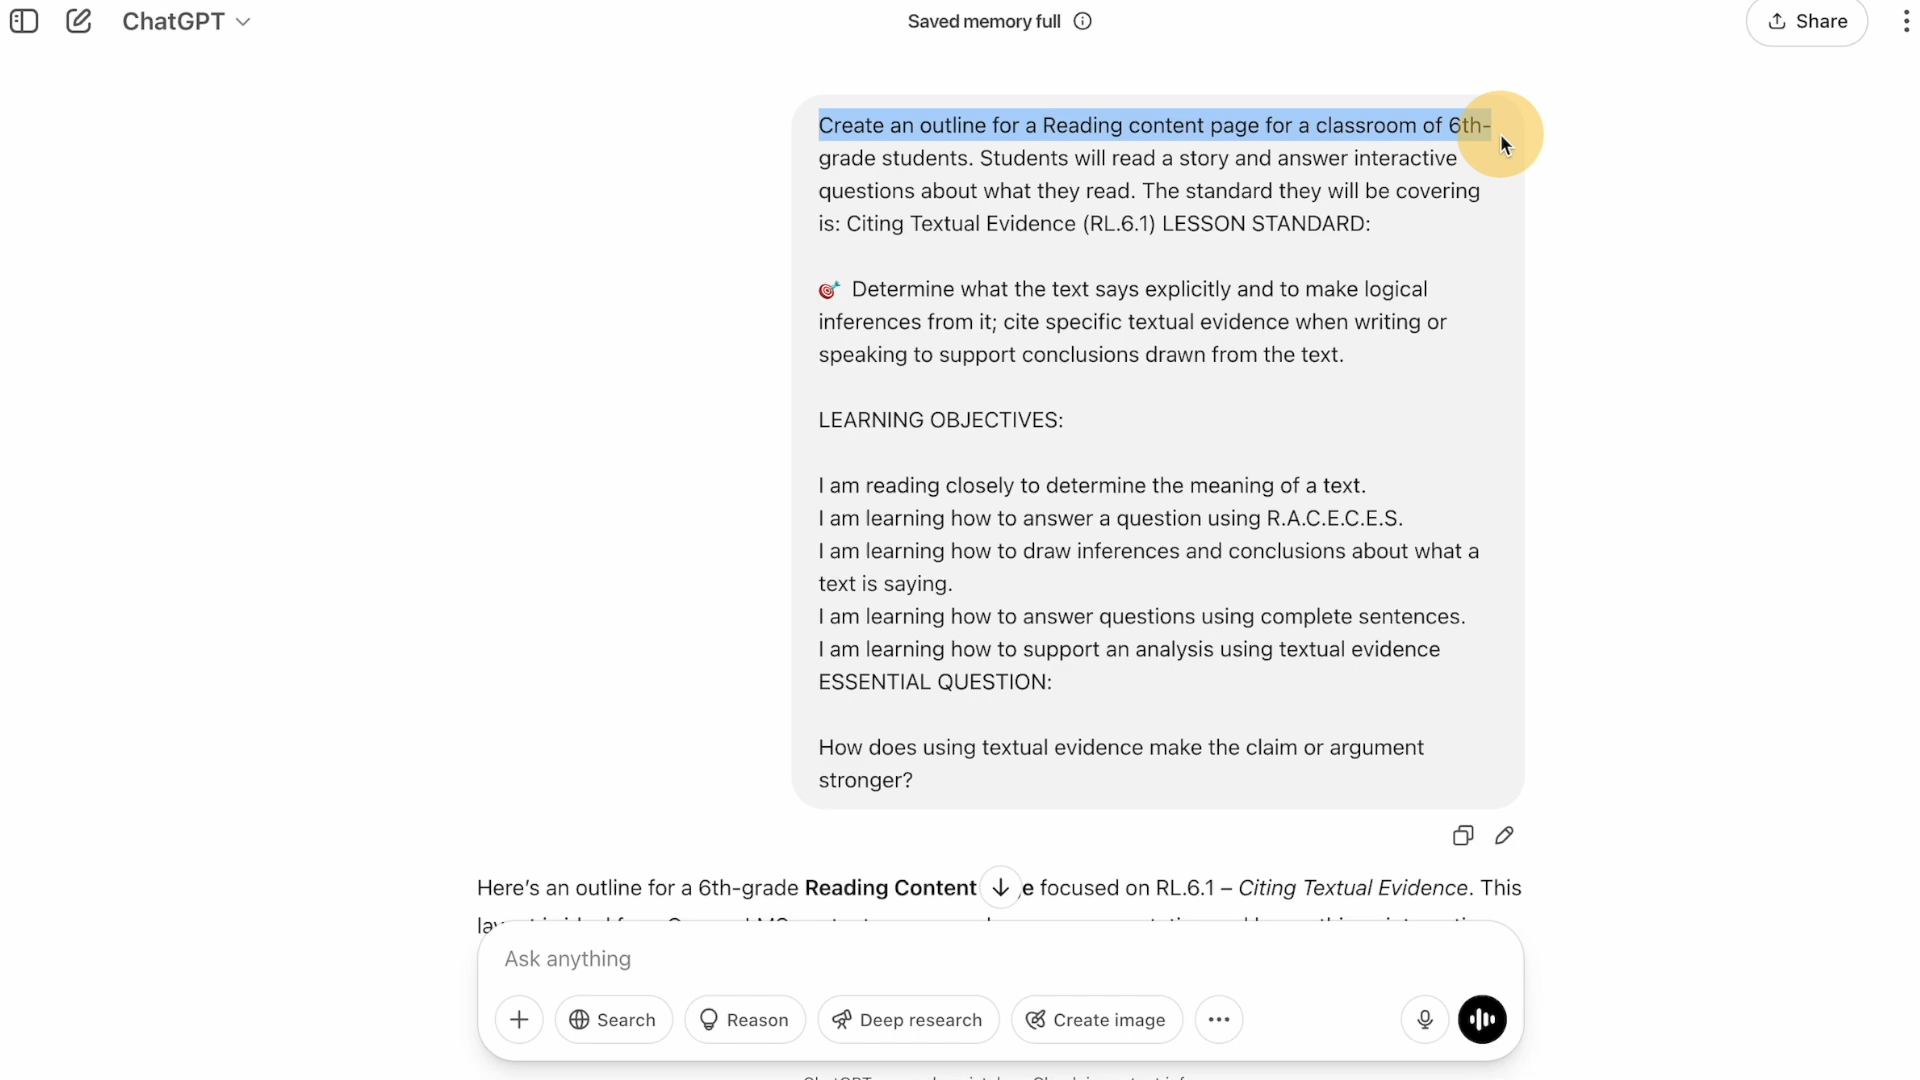 ChatGPT
Saved memory full
Share
Create an outline for a Reading content page for a classroom of 6th-
grade students. Students will read a story and answer interactive
questions about what they read. The standard they will be covering
is: Citing Textual Evidence (RL.6.1) LESSON STANDARD:
🎯 Determine what the text says explicitly and to make logical
inferences from it; cite specific textual evidence when writing or
speaking to support conclusions drawn from the text.
LEARNING OBJECTIVES:
I am reading closely to determine the meaning of a text.
I am learning how to answer a question using R.A.C.E.C.E.S.
I am learning how to draw inferences and conclusions about what a
text is saying.
I am learning how to answer questions using complete sentences.
I am learning how to support an analysis using textual evidence
ESSENTIAL QUESTION:
How does using textual evidence make the claim or argument
stronger?
Here's an outline for a 6th-grade Reading Content e focused on RL.6.1 – Citing Textual Evidence. This
Ask anything
Search
Reason
Deep research
Create image